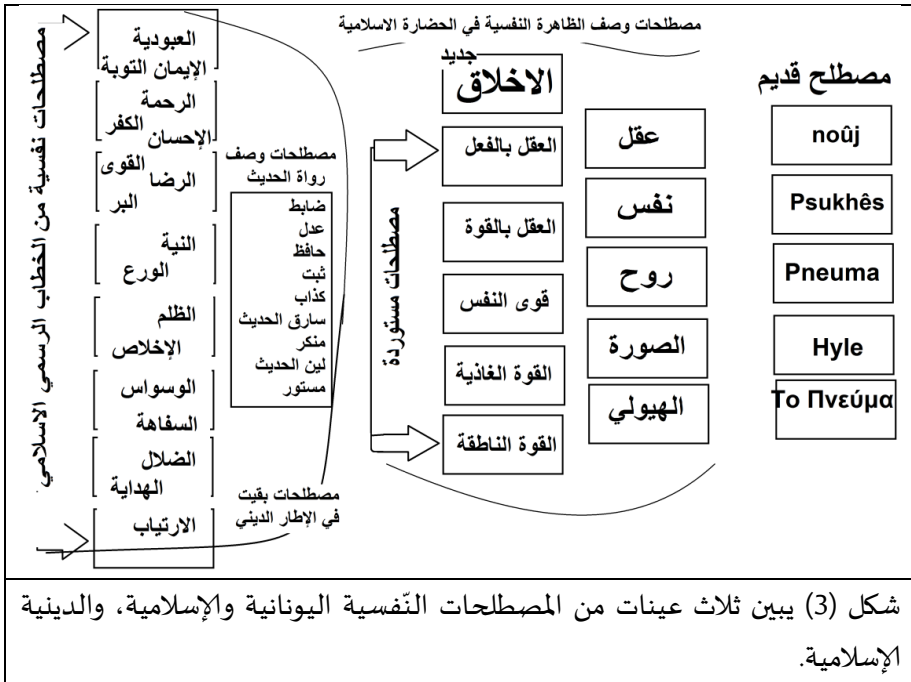 مصطلحات وصف الظاهرة النفسية في الحضارة الاسلامية
مصطلح قديم
noûj
Psukhês
Pneuma
Hyle
Το Πνεύμα
عقل
نفس
روح
الصورة
الهيولي
جديد
الاخلاق
العقل بالفعل
العقل بالقوة
قوى النفس
القوة الغاذية
القوة الناطقة
مصطلحات مستوردة
مصطلحات وصف
رواة الحديث
ضابط
عدل
حافظ
ثبت
كذاب
سارق الحديث
منكر
لين الحديث
مستور
مصطلحات بقيت
في الإطار الديني
العبودية
الإيمان التوبة
الرحمة
الكفر
الإحسان
القوى
الرضا
البر
النية
الورع
الظلم
الإخلاص
الوسواس
السفاهة
الضلال
الهداية
الارتياب
مصطلحات نفسية من الخطاب الرسمي الاسلامي
شكل (3) يبين ثلاث عينات من المصطلحات النّفسية اليونانية والإسلامية، والدينية
الإسلامية.